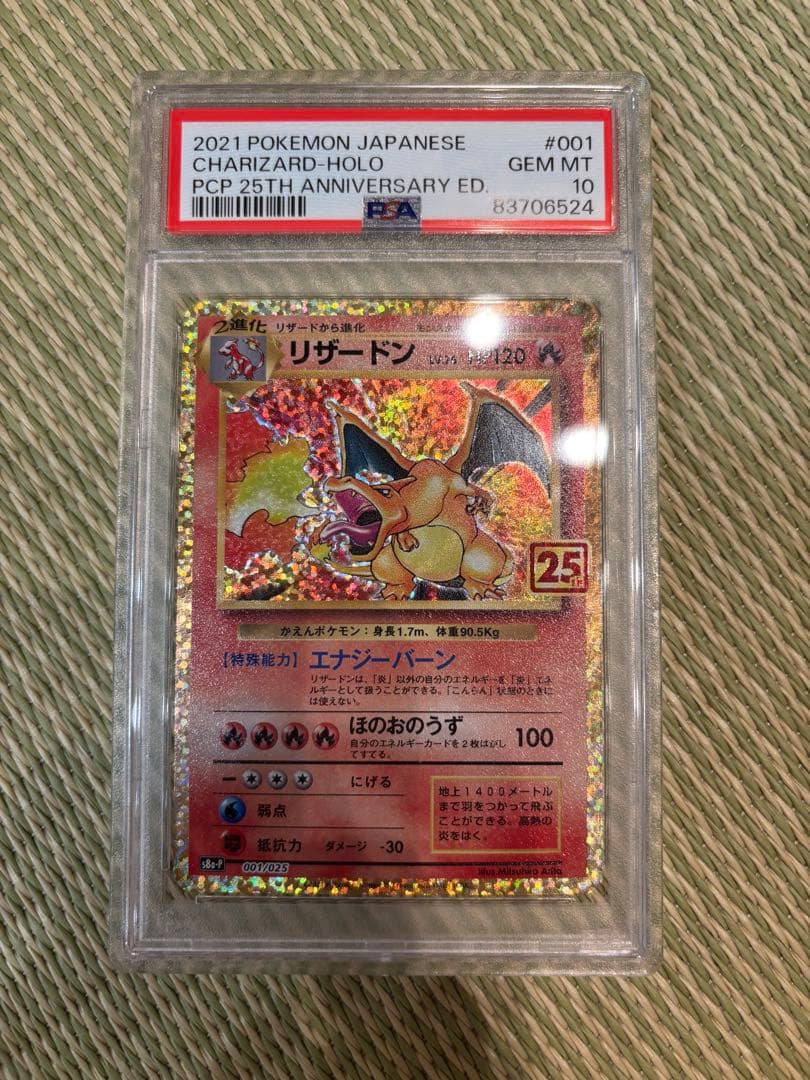 2021 POKEMON JAPANESE #001
CHARIZARD-HOLO GEM MT
PCP 25TH ANNIVERSARY ED. 10
PSA 83706524
2進化 リザードから進化
リザードン LV.76 HP120
25th
かえんポケモン：身長1.7m、体重90.5Kg
【特殊能力】 エナジーバーン
リザードンは、「炎」以外の自分のエネルギーを「炎」エネ
ルギーとして扱うことができる。「こんらん」状態のときに
は使えない。
ほのおのうず 100
自分のエネルギーカードを2枚はがし
てすてる。
にげる
弱点
抵抗力 ダメージ -30
地上1400メートル
まで羽をつかって飛ぶ
ことができる。高熱の
炎をはく。
s8a-P 001/025
Illus.Mitsuhiro Arita